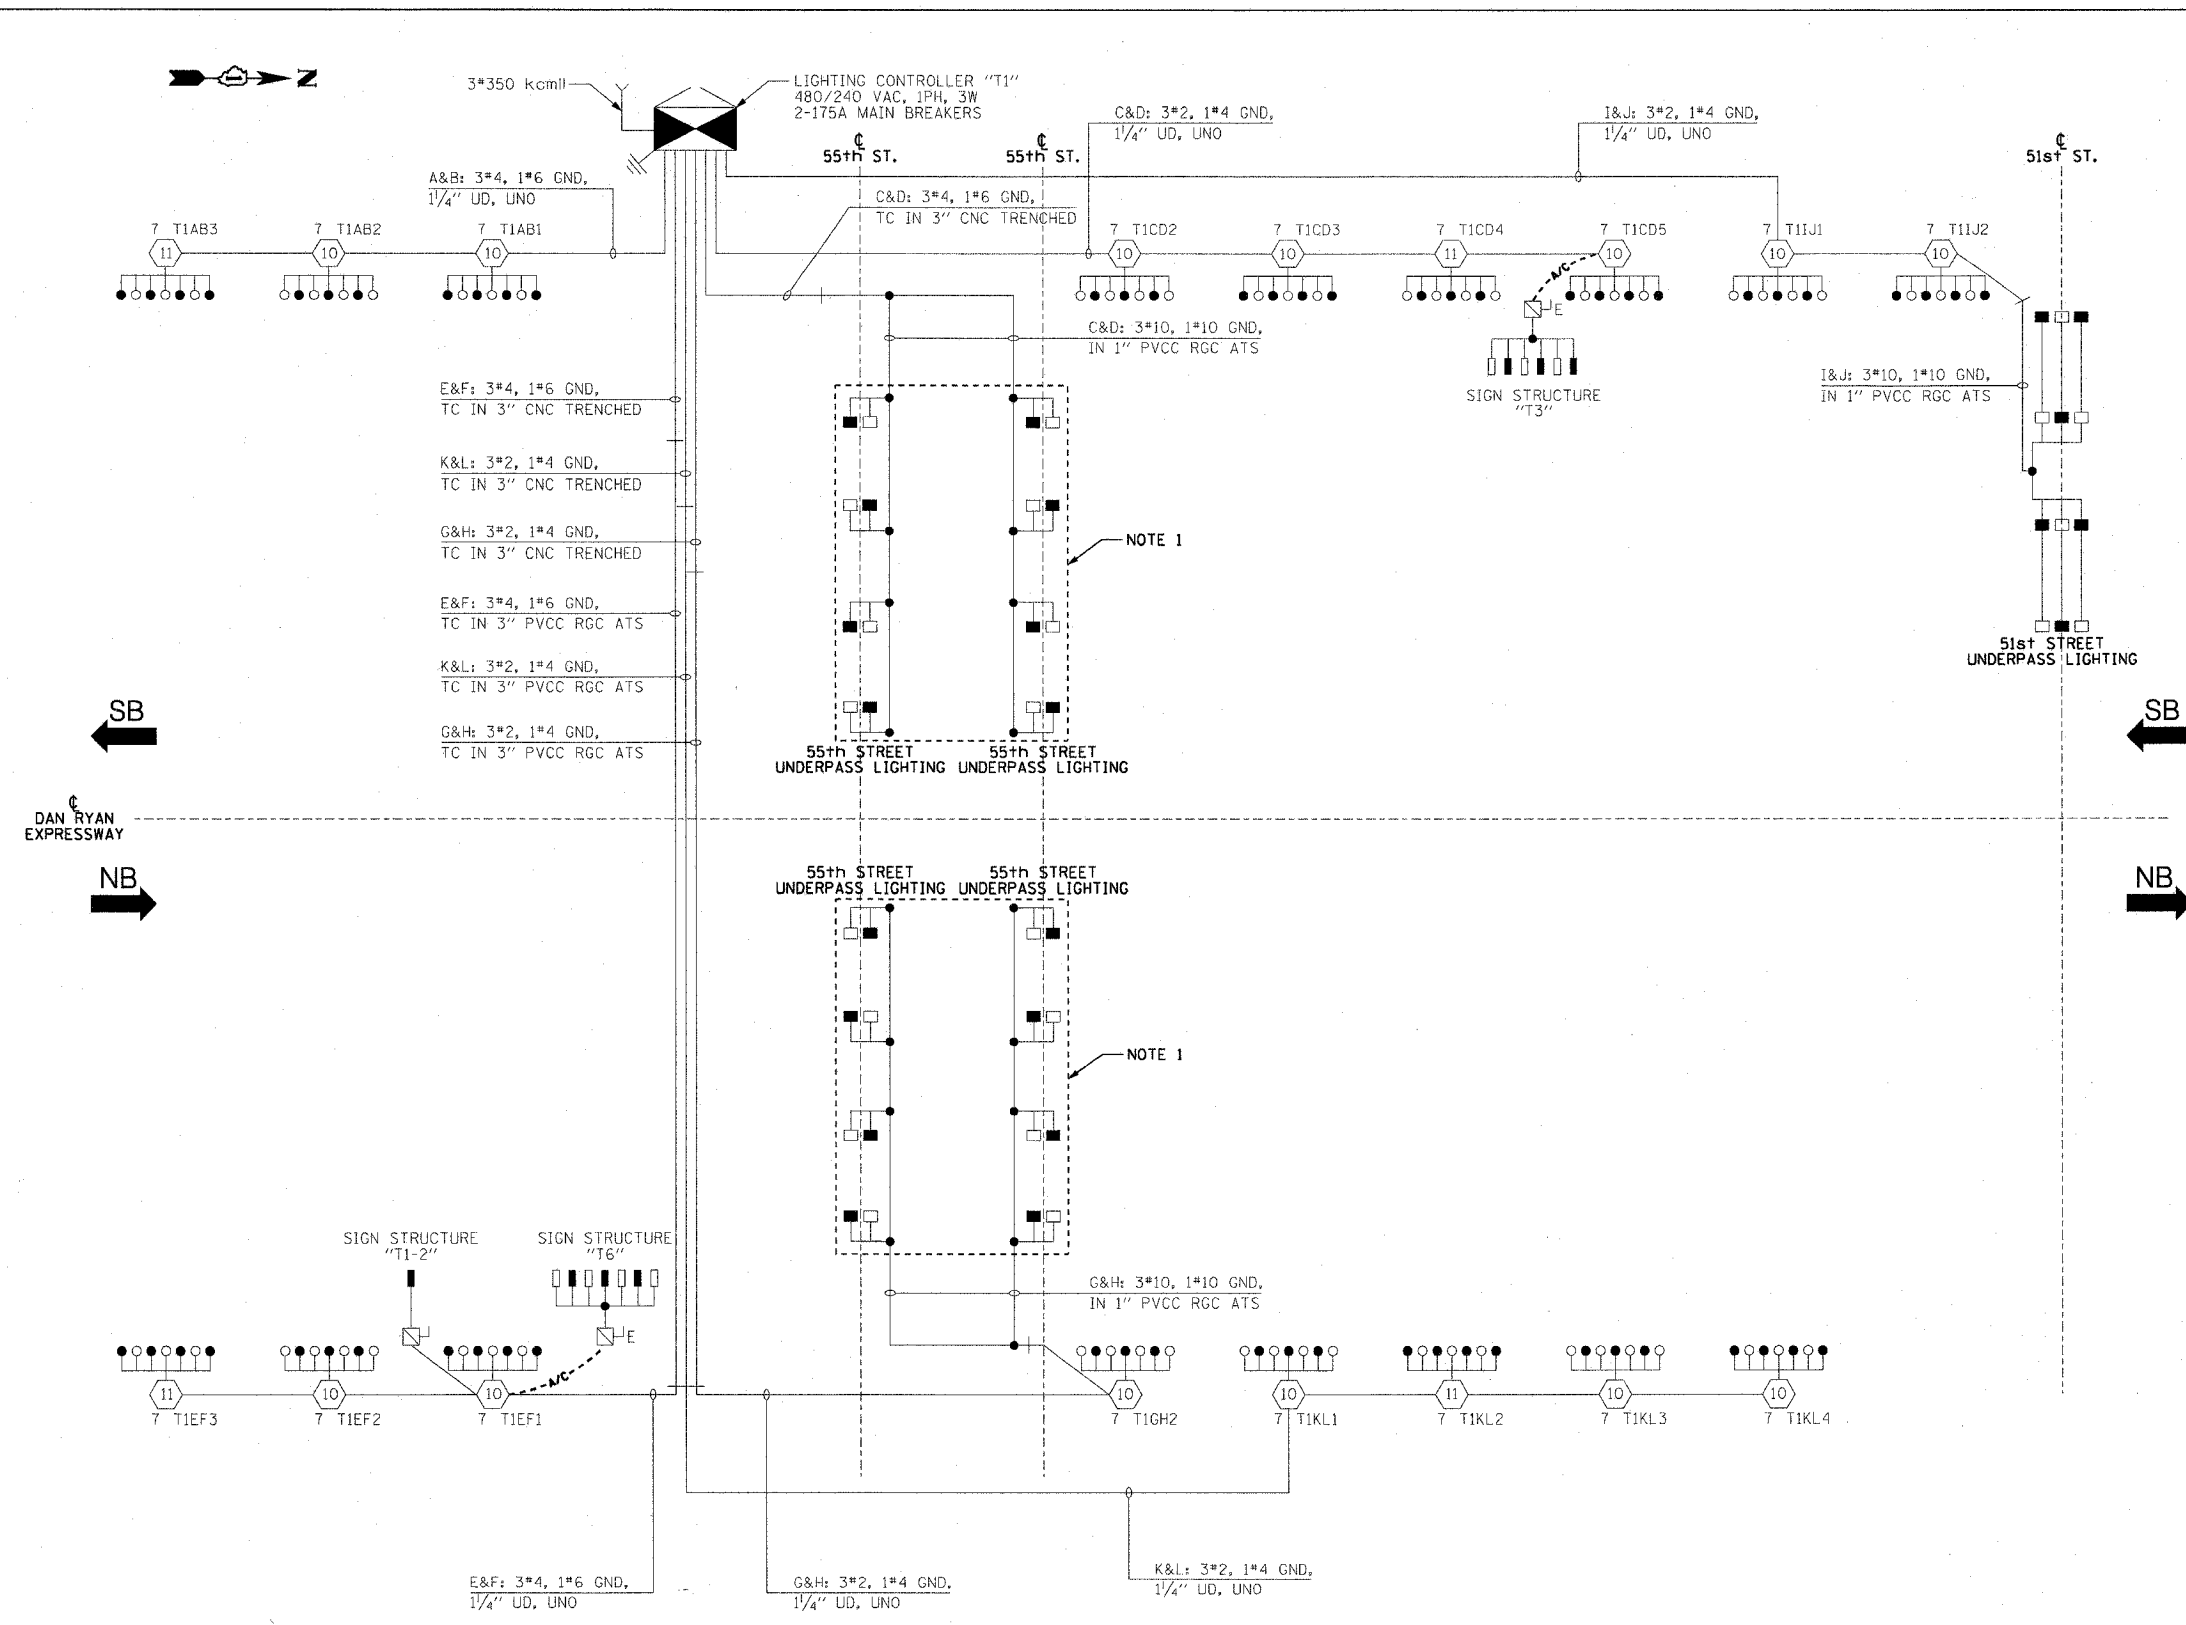 N
3#350 kcmil
LIGHTING CONTROLLER "T1"
480/240 VAC, 1PH, 3W
2-175A MAIN BREAKERS
C&D: 3#2, 1#4 GND,
1 1/4" UD, UNO
I&J: 3#2, 1#4 GND,
1 1/4" UD, UNO
℄
55th ST.
℄
55th ST.
℄
51st ST.
A&B: 3#4, 1#6 GND,
1 1/4" UD, UNO
C&D: 3#4, 1#6 GND,
TC IN 3" CNC TRENCHED
7 T1AB3
11
7 T1AB2
10
7 T1AB1
10
7 T1CD2
10
7 T1CD3
10
7 T1CD4
11
7 T1CD5
10
7 T1IJ1
10
7 T1IJ2
10
A/C
E
C&D: 3#10, 1#10 GND,
IN 1" PVCC RGC ATS
SIGN STRUCTURE
"T3"
I&J: 3#10, 1#10 GND,
IN 1" PVCC RGC ATS
E&F: 3#4, 1#6 GND,
TC IN 3" CNC TRENCHED
K&L: 3#2, 1#4 GND,
TC IN 3" CNC TRENCHED
G&H: 3#2, 1#4 GND,
TC IN 3" CNC TRENCHED
NOTE 1
E&F: 3#4, 1#6 GND,
TC IN 3" PVCC RGC ATS
K&L: 3#2, 1#4 GND,
TC IN 3" PVCC RGC ATS
G&H: 3#2, 1#4 GND,
TC IN 3" PVCC RGC ATS
51st STREET
UNDERPASS LIGHTING
SB
SB
55th STREET
UNDERPASS LIGHTING
55th STREET
UNDERPASS LIGHTING
℄
DAN RYAN
EXPRESSWAY
NB
NB
55th STREET
UNDERPASS LIGHTING
55th STREET
UNDERPASS LIGHTING
NOTE 1
SIGN STRUCTURE
"T1-2"
SIGN STRUCTURE
"T6"
G&H: 3#10, 1#10 GND,
IN 1" PVCC RGC ATS
E
A/C
11
7 T1EF3
10
7 T1EF2
10
7 T1EF1
10
7 T1GH2
10
7 T1KL1
11
7 T1KL2
10
7 T1KL3
10
7 T1KL4
E&F: 3#4, 1#6 GND,
1 1/4" UD, UNO
G&H: 3#2, 1#4 GND,
1 1/4" UD, UNO
K&L: 3#2, 1#4 GND,
1 1/4" UD, UNO